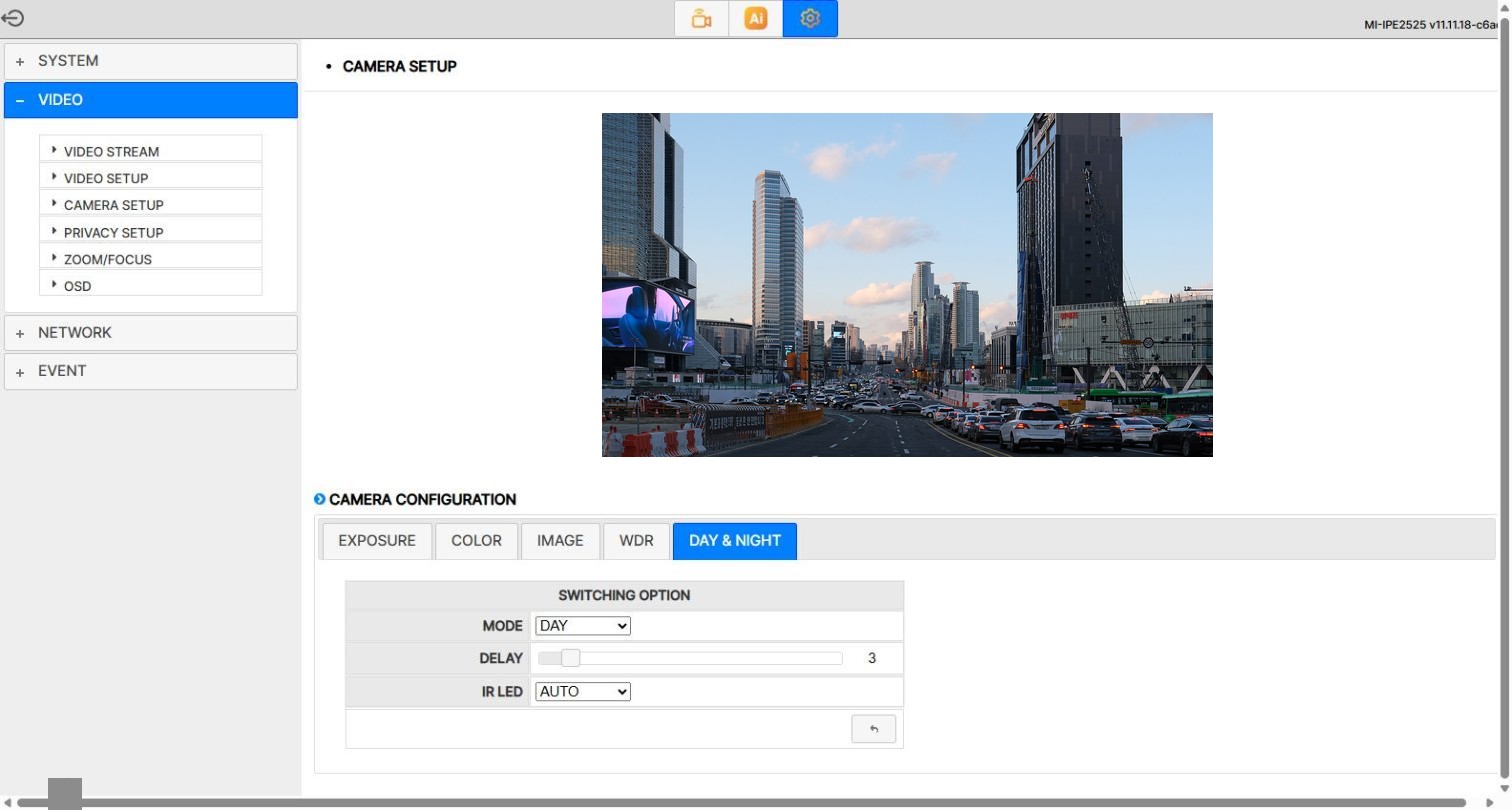 Ai
MI-IPE2525 v11.11.18-c6a
+ SYSTEM
− VIDEO
VIDEO STREAM
VIDEO SETUP
CAMERA SETUP
PRIVACY SETUP
ZOOM/FOCUS
OSD
+ NETWORK
+ EVENT
• CAMERA SETUP
CAMERA CONFIGURATION
EXPOSURE COLOR IMAGE WDR DAY & NIGHT
SWITCHING OPTION
MODE DAY
DELAY 3
IR LED AUTO